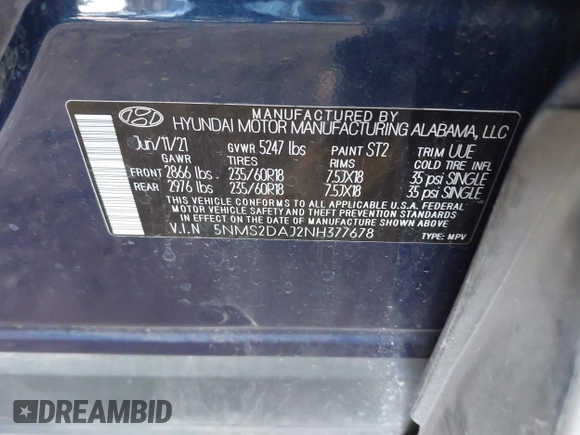 MANUFACTURED BY
HYUNDAI MOTOR MANUFACTURING ALABAMA, LLC
Jun/11/21 GVWR 5247 lbs PAINT ST2 TRIM UUE
GAWR TIRES RIMS COLD TIRE INFL
FRONT 2866 lbs. 235/60R18 7.5JX18 35 psi SINGLE
REAR 2976 lbs. 235/60R18 7.5JX18 35 psi SINGLE
THIS VEHICLE CONFORMS TO ALL APPLICABLE U.S.A. FEDERAL
MOTOR VEHICLE SAFETY AND THEFT PREVENTION STANDARDS
IN EFFECT ON THE DATE OF MANUFACTURE SHOWN ABOVE
V.I.N 5NMS2DAJ2NH377678 TYPE: MPV
DREAMBID